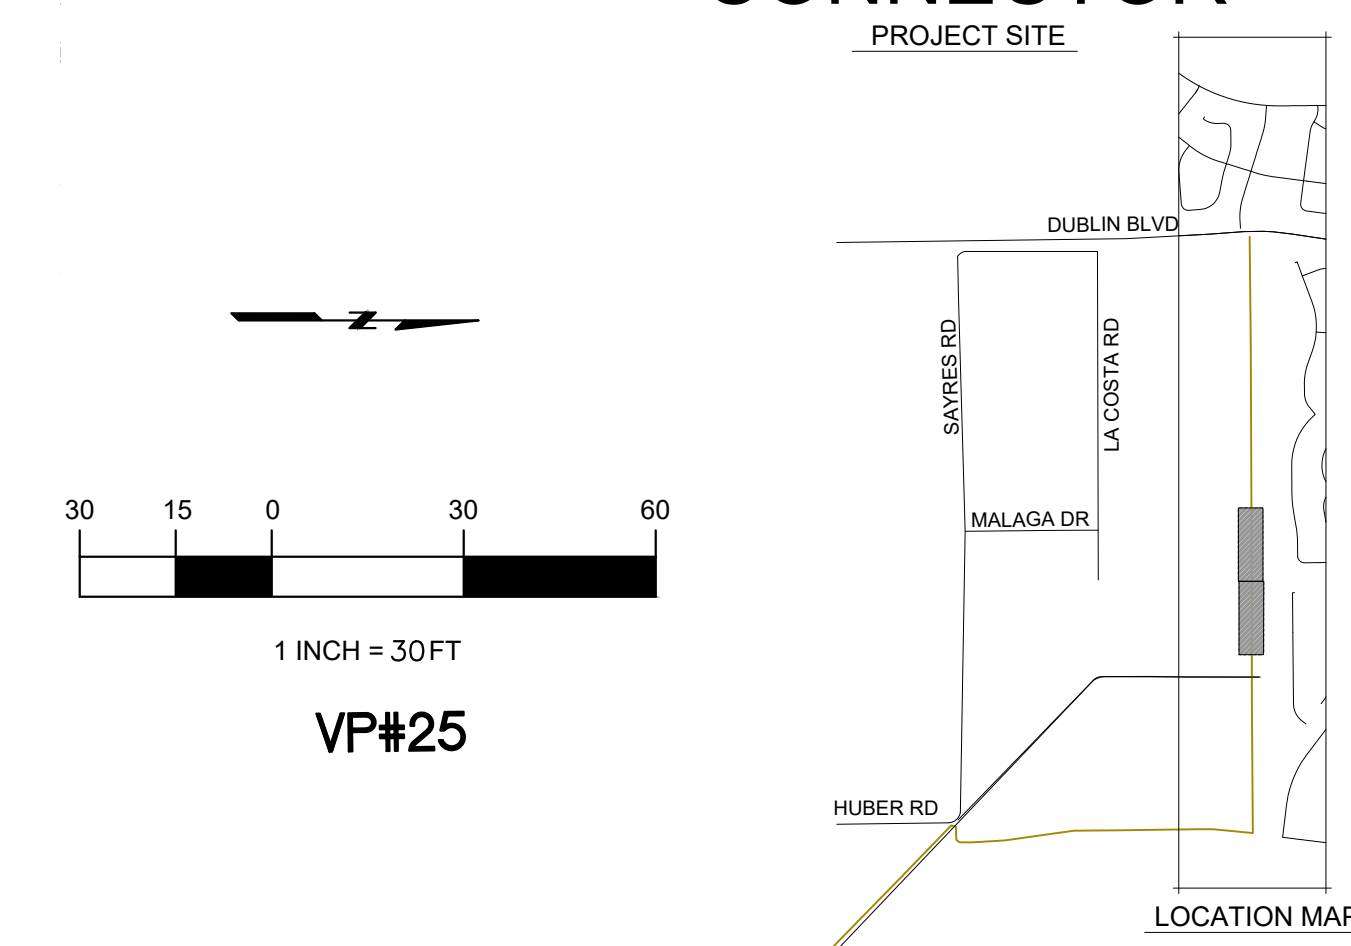 PROJECT SITE
DUBLIN BLVD
SAYRES RD
LA COSTA RD
30 15 0 30 60
MALAGA DR
1 INCH = 30 FT
VP#25
HUBER RD
LOCATION MAP
N